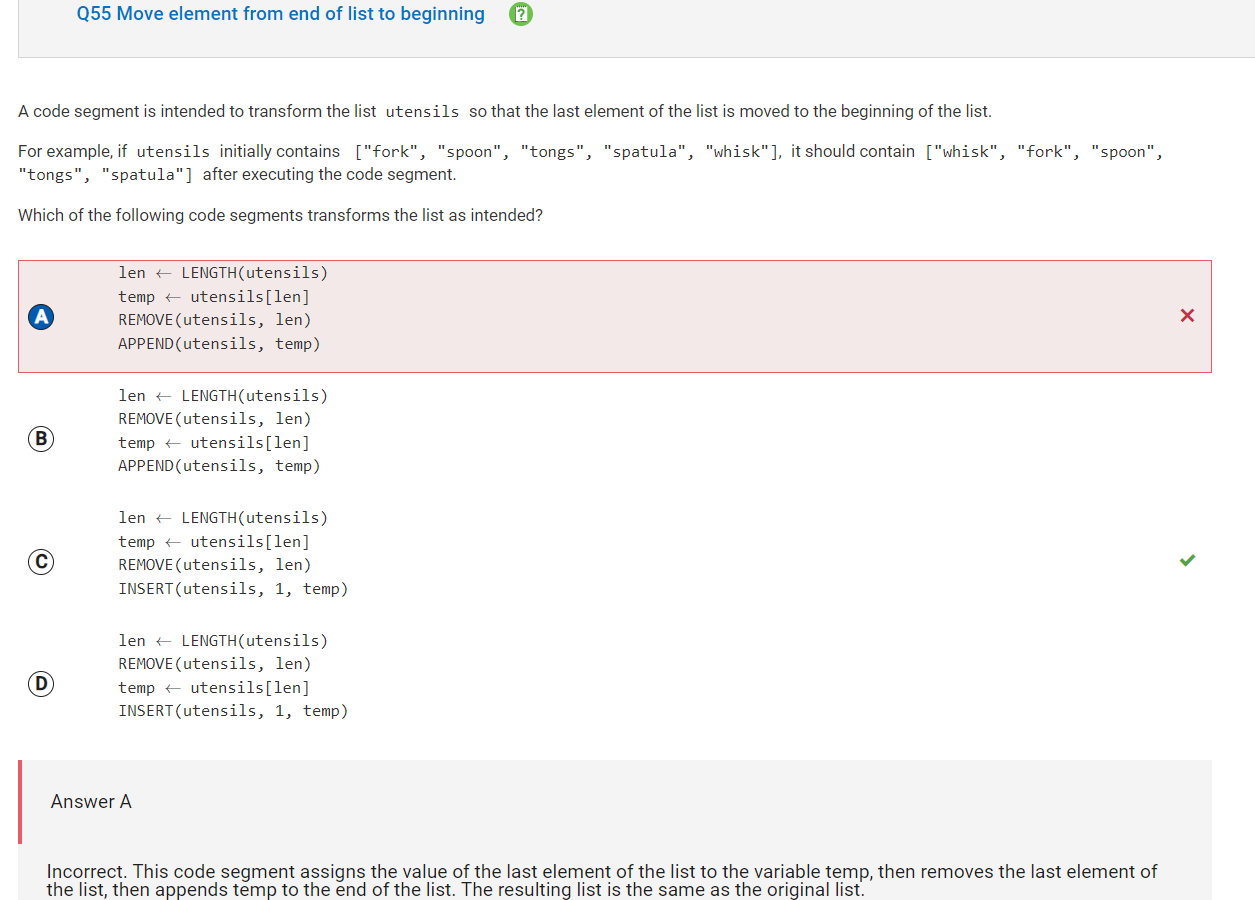 Q55 Move element from end of list to beginning ?
A code segment is intended to transform the list utensils so that the last element of the list is moved to the beginning of the list.
For example, if utensils initially contains ["fork", "spoon", "tongs", "spatula", "whisk"], it should contain ["whisk", "fork", "spoon",
"tongs", "spatula"] after executing the code segment.
Which of the following code segments transforms the list as intended?
A
len ← LENGTH(utensils)
temp ← utensils[len]
REMOVE(utensils, len)
APPEND(utensils, temp)
B
len ← LENGTH(utensils)
REMOVE(utensils, len)
temp ← utensils[len]
APPEND(utensils, temp)
C
len ← LENGTH(utensils)
temp ← utensils[len]
REMOVE(utensils, len)
INSERT(utensils, 1, temp)
D
len ← LENGTH(utensils)
REMOVE(utensils, len)
temp ← utensils[len]
INSERT(utensils, 1, temp)
Answer A
Incorrect. This code segment assigns the value of the last element of the list to the variable temp, then removes the last element of
the list, then appends temp to the end of the list. The resulting list is the same as the original list.